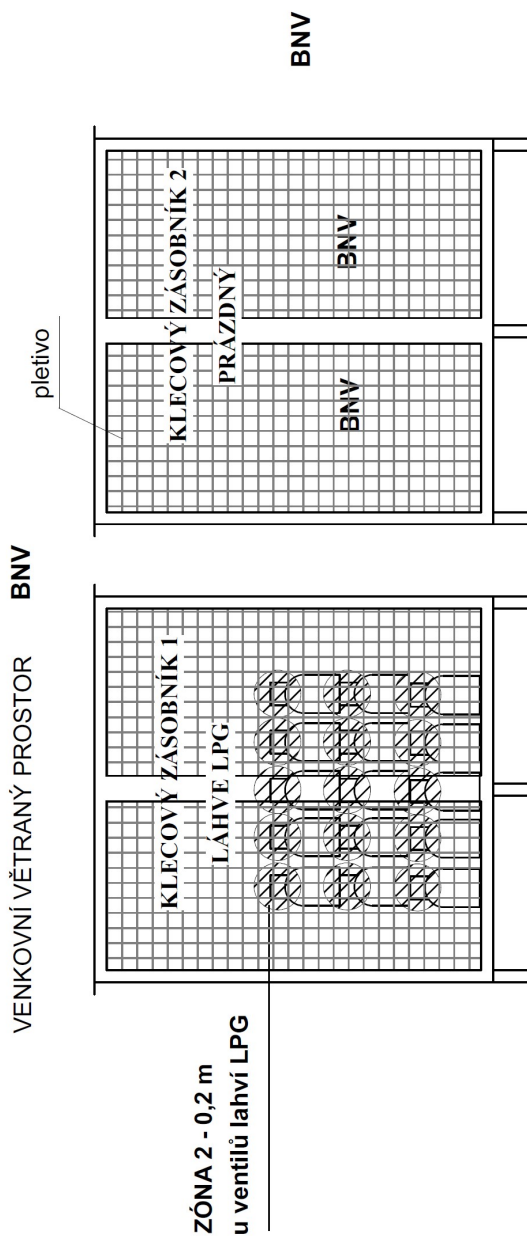 VENKOVNÍ VĚTRANÝ PROSTOR
BNV
pletivo
BNV
KLECOVÝ ZÁSOBNÍK 1
LÁHVE LPG
KLECOVÝ ZÁSOBNÍK 2
PRÁZDNÝ
BNV
BNV
ZÓNA 2 - 0,2 m
u ventilů lahví LPG